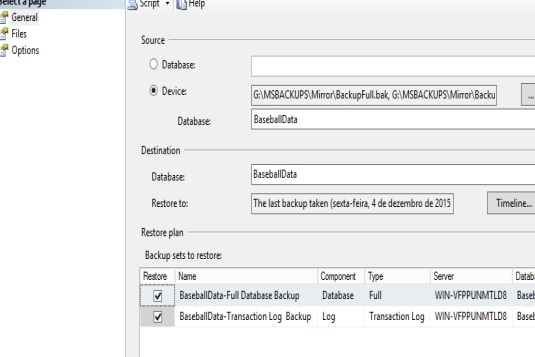 Select a page
General
Files
Options
Script Help
Source
Database:
Device: G:\MSBACKUPS\Mirror\BackupFull.bak, G:\MSBACKUPS\Mirror\Backu ...
Database: BaseballData
Destination
Database: BaseballData
Restore to: The last backup taken (sexta-feira, 4 de dezembro de 2015 Timeline...
Restore plan
Backup sets to restore:
Restore Name Component Type Server Datab
BaseballData-Full Database Backup Database Full WIN-VFPPUNMTLD8 Baseb
BaseballData-Transaction Log Backup Log Transaction Log WIN-VFPPUNMTLD8 Baseb